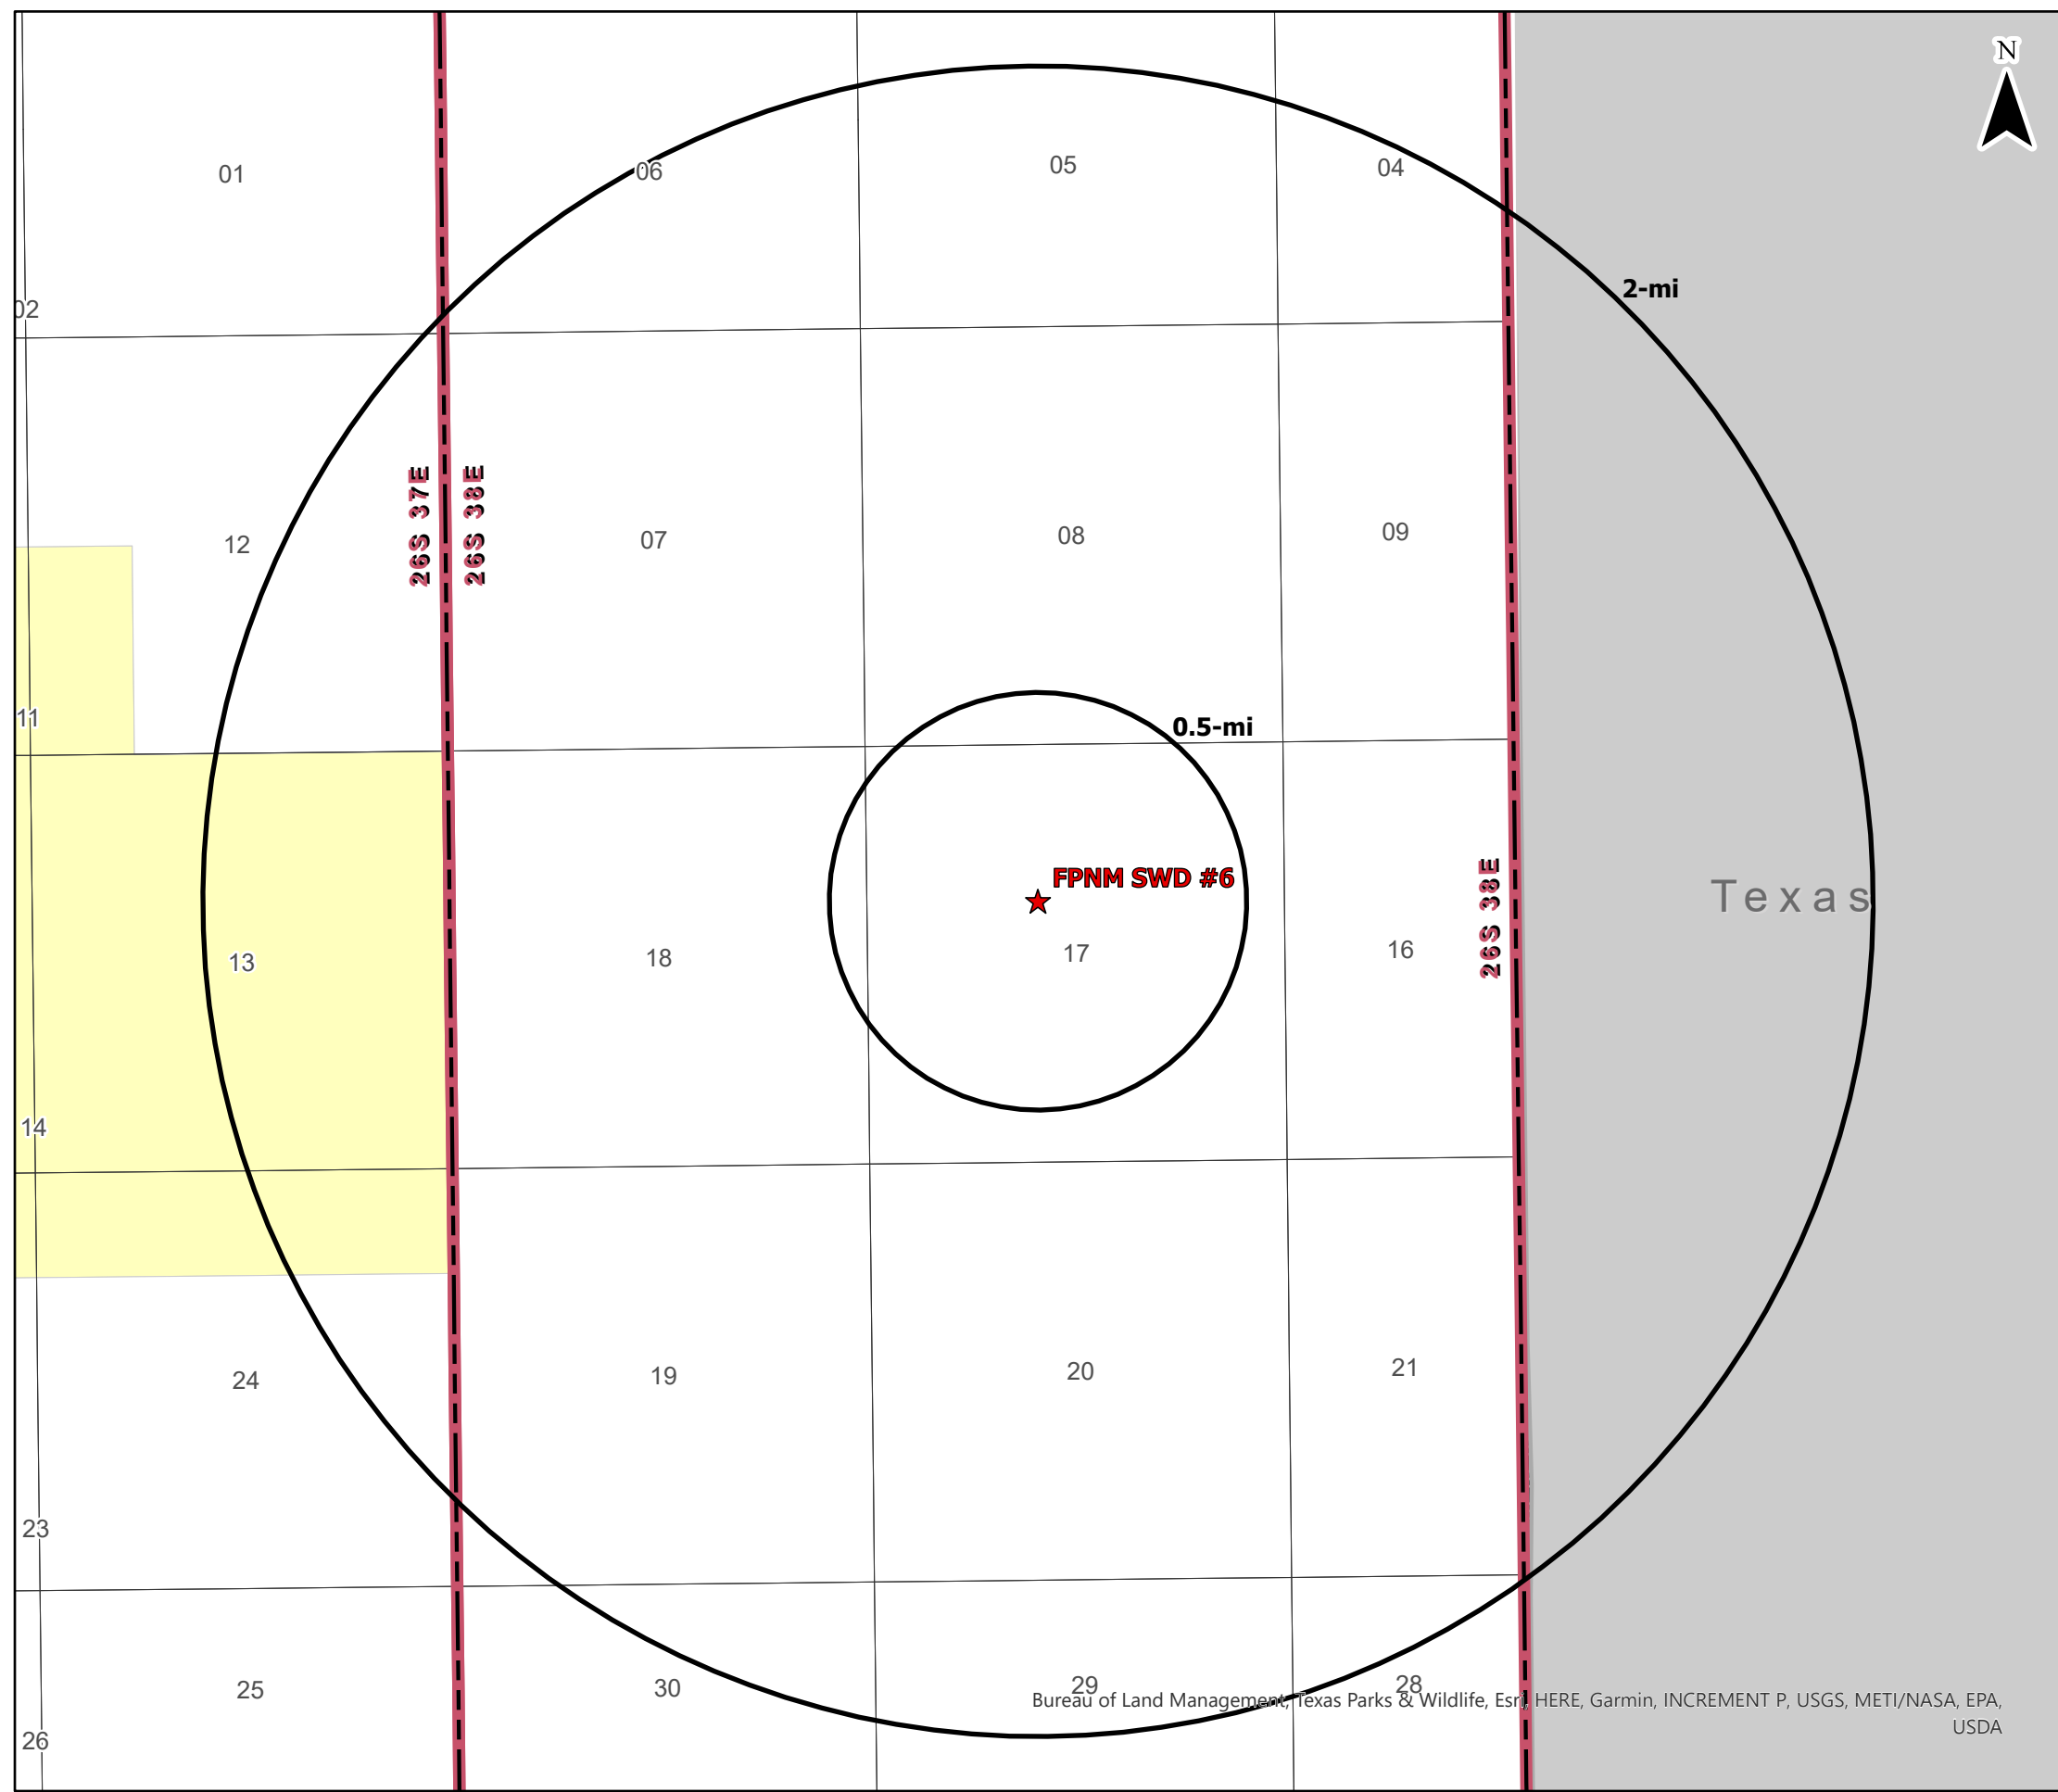 N
01
06
05
04
2-mi
02
26S 37E
26S 38E
12
07
08
09
11
0.5-mi
FPNM SWD #6
26S 38E
Texas
13
18
17
16
14
24
19
20
21
23
25
30
29
28
Bureau of Land Management, Texas Parks & Wildlife, Esri, HERE, Garmin, INCREMENT P, USGS, METI/NASA, EPA,
USDA
26